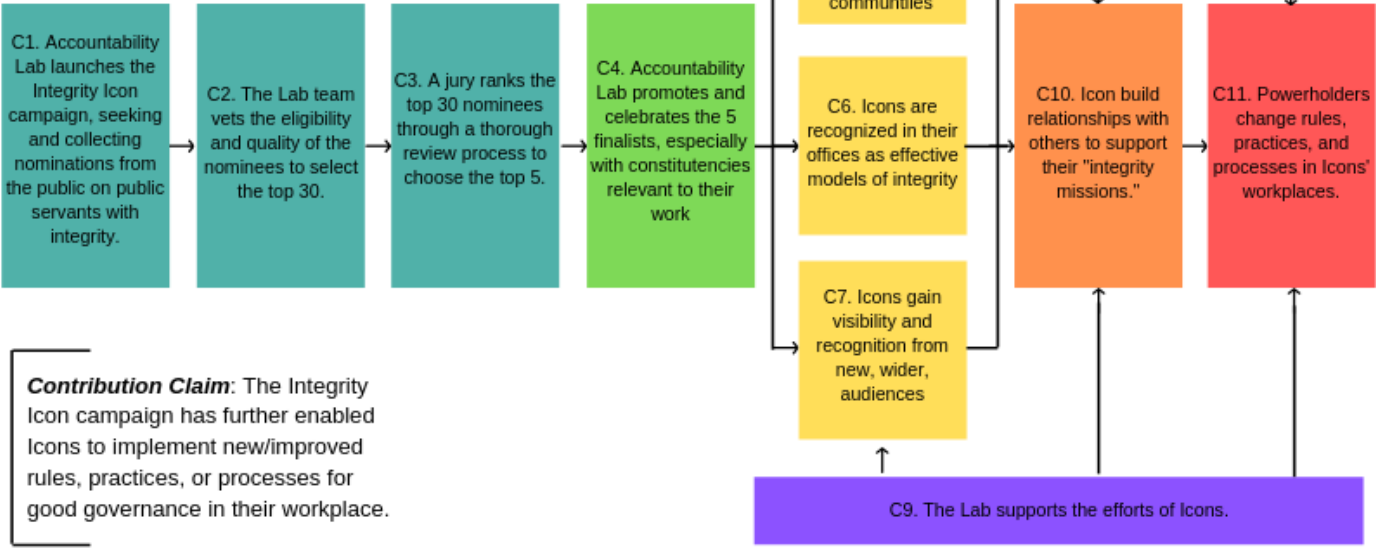 C1. Accountability
Lab launches the
Integrity Icon
campaign, seeking
and collecting
nominations from
the public on public
servants with
integrity.
C2. The Lab team
vets the eligibility
and quality of the
nominees to select
the top 30.
C3. A jury ranks the
top 30 nominees
through a thorough
review process to
choose the top 5.
C4. Accountability
Lab promotes and
celebrates the 5
finalists, especially
with constitutencies
relevant to their
work
communtiles
C6. Icons are
recognized in their
offices as effective
models of integrity
C7. Icons gain
visibility and
recognition from
new, wider,
audiences
C10. Icon build
relationships with
others to support
their "integrity
missions."
C11. Powerholders
change rules,
practices, and
processes in Icons'
workplaces.
Contribution Claim: The Integrity
Icon campaign has further enabled
Icons to implement new/improved
rules, practices, or processes for
good governance in their workplace.
C9. The Lab supports the efforts of Icons.